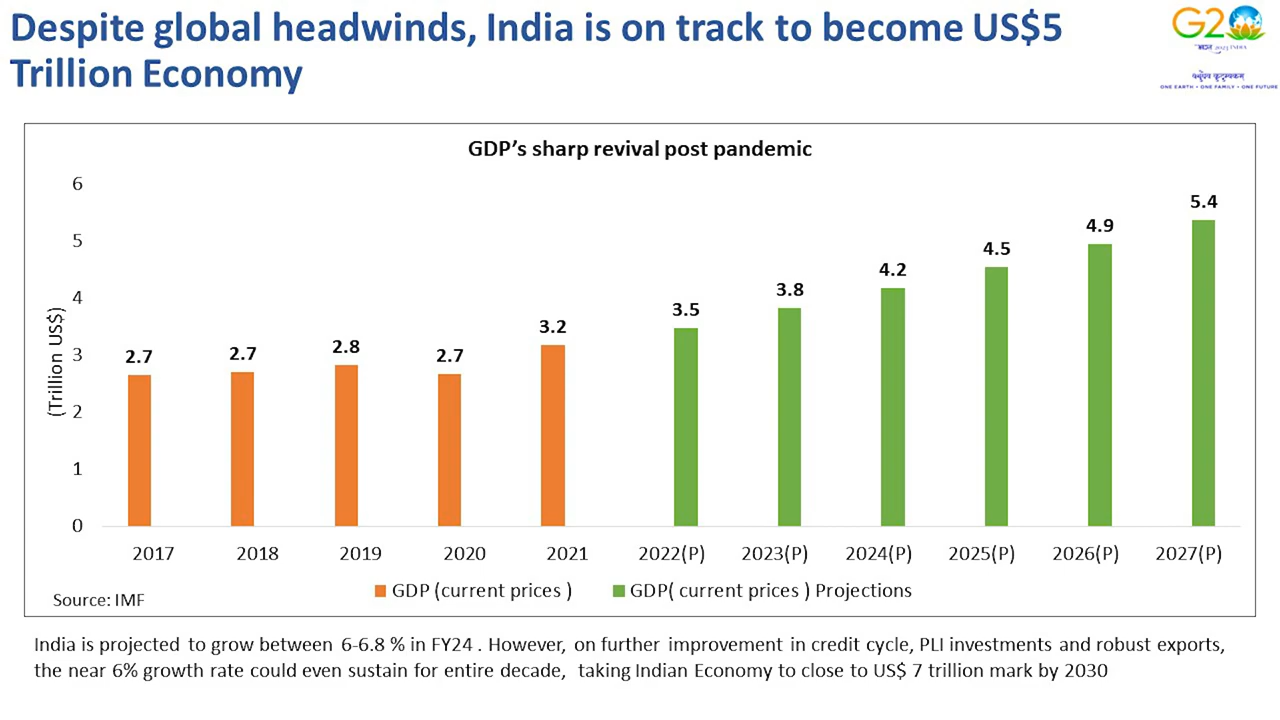 Despite global headwinds, India is on track to become US$5
Trillion Economy
G20
भारत 2023 INDIA
वसुधैव कुटुम्बकम्
ONE EARTH • ONE FAMILY • ONE FUTURE
GDP’s sharp revival post pandemic
(Trillion US$)
6
5
4
3
2
1
0
2.7
2.7
2.8
2.7
3.2
3.5
3.8
4.2
4.5
4.9
5.4
2017 2018 2019 2020 2021 2022(P) 2023(P) 2024(P) 2025(P) 2026(P) 2027(P)
GDP (current prices ) GDP( current prices ) Projections
Source: IMF
India is projected to grow between 6-6.8 % in FY24 . However, on further improvement in credit cycle, PLI investments and robust exports,
the near 6% growth rate could even sustain for entire decade, taking Indian Economy to close to US$ 7 trillion mark by 2030